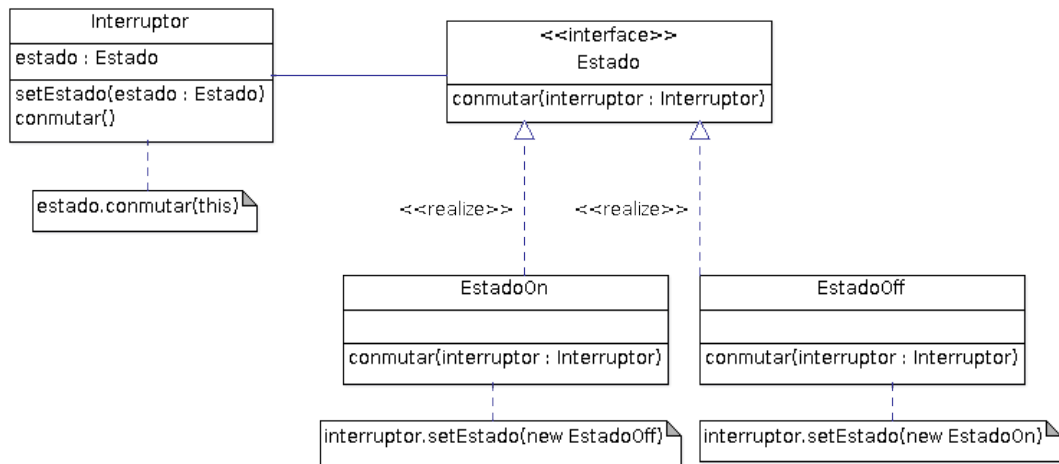 Interruptor
estado : Estado
setEstado(estado : Estado)
conmutar()
estado.conmutar(this)
<<interface>>
Estado
conmutar(interruptor : Interruptor)
<<realize>>
<<realize>>
EstadoOn
conmutar(interruptor : Interruptor)
interruptor.setEstado(new EstadoOff)
EstadoOff
conmutar(interruptor : Interruptor)
interruptor.setEstado(new EstadoOn)